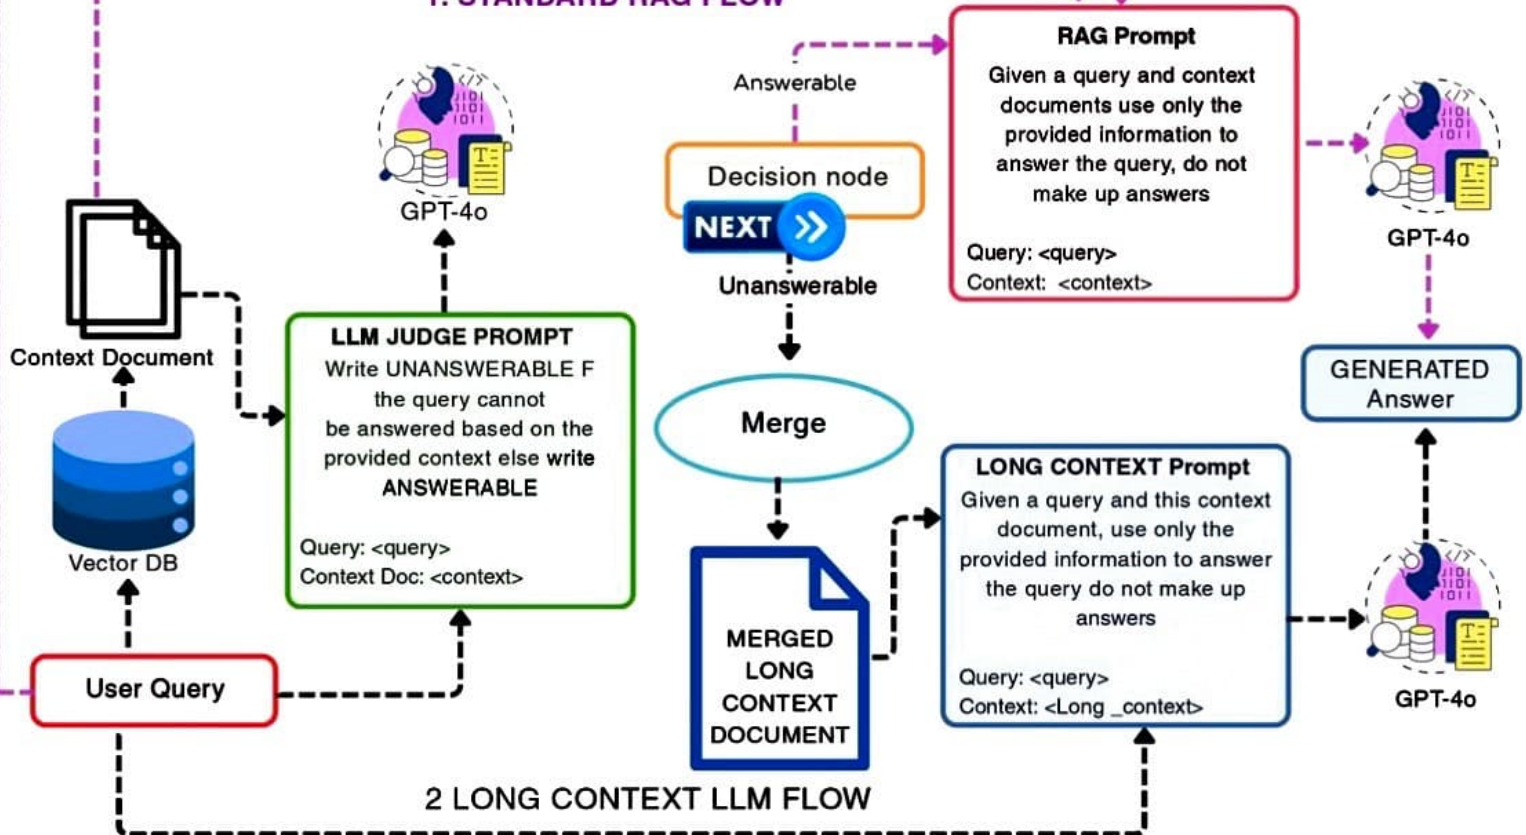 1. STANDARD RAG FLOW
RAG Prompt
Given a query and context
documents use only the
provided information to
answer the query, do not
make up answers
Query: <query>
Context: <context>
Answerable
Decision node
NEXT
Unanswerable
GPT-4o
GPT-4o
Context Document
LLM JUDGE PROMPT
Write UNANSWERABLE F
the query cannot
be answered based on the
provided context else write
ANSWERABLE
Query: <query>
Context Doc: <context>
GENERATED
Answer
Merge
Vector DB
LONG CONTEXT Prompt
Given a query and this context
document, use only the
provided information to answer
the query do not make up
answers
Query: <query>
Context: <Long _context>
MERGED
LONG
CONTEXT
DOCUMENT
User Query
GPT-4o
2 LONG CONTEXT LLM FLOW